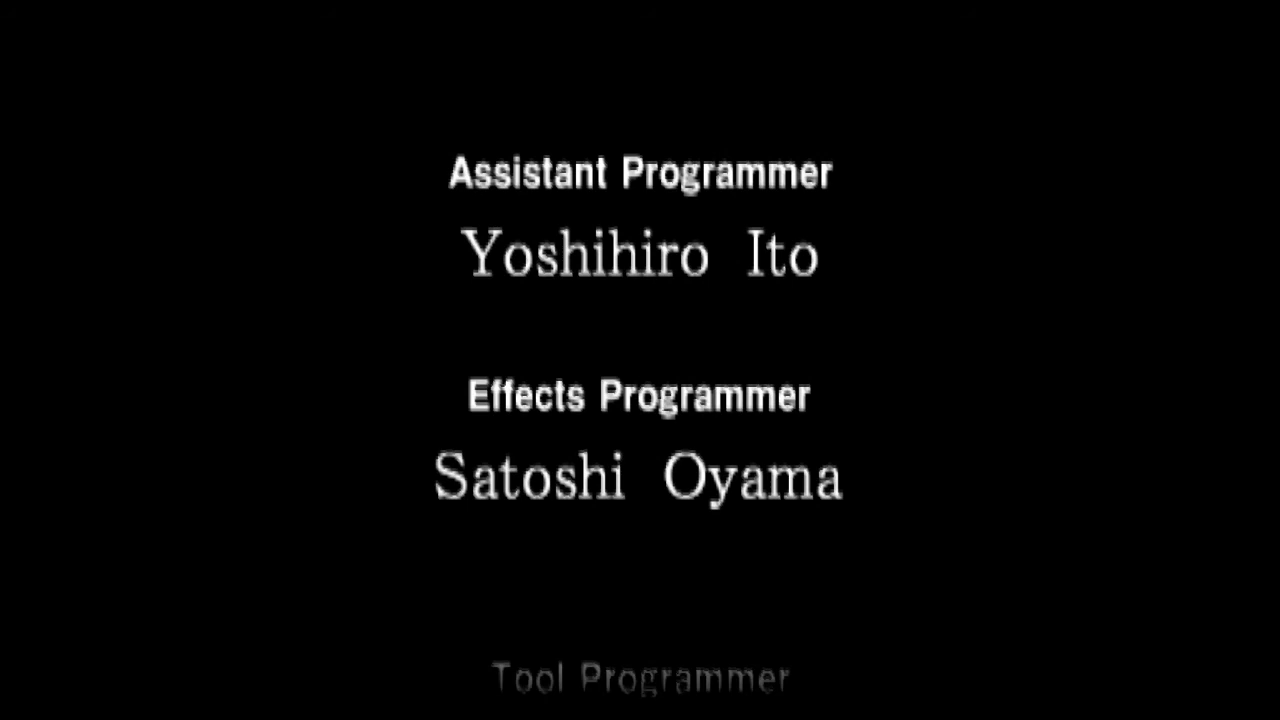 Assistant Programmer
Yoshihiro Ito
Effects Programmer
Satoshi Oyama
Tool Programmer